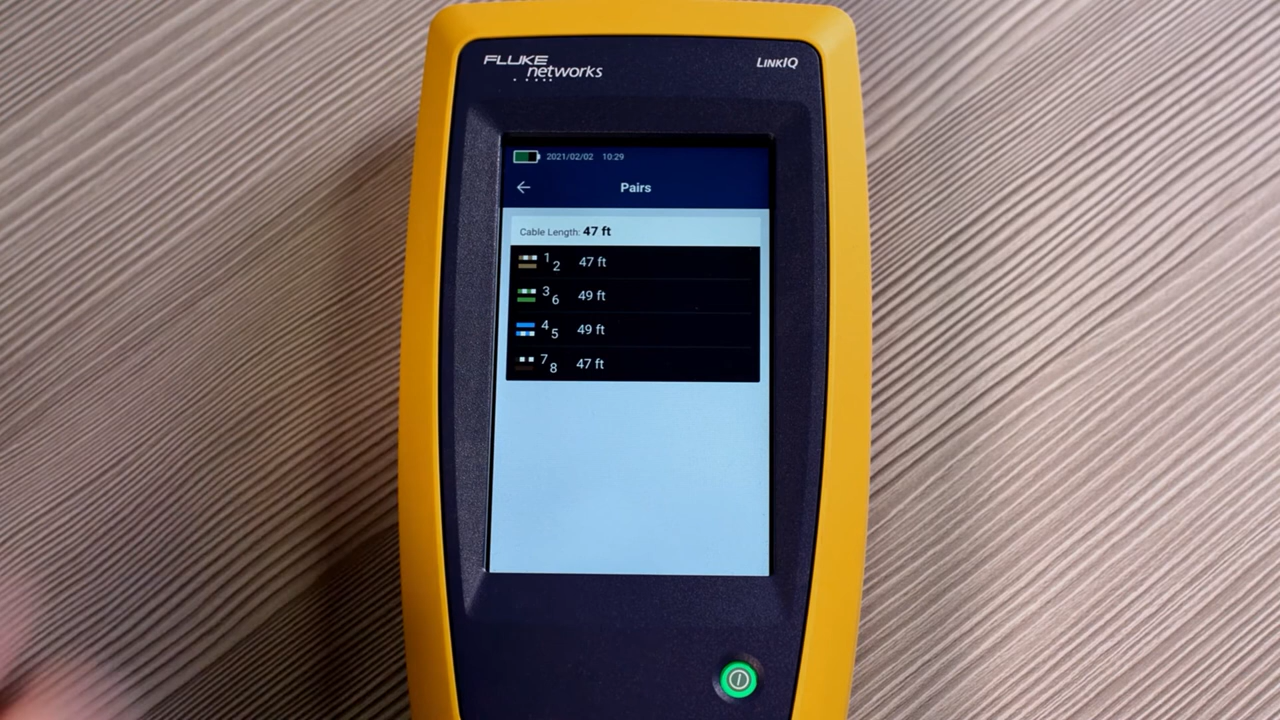 FLUKE
networks
LINKIQ
2021/02/02 10:29
Pairs
Cable Length: 47 ft
1 2 47 ft
3 6 49 ft
4 5 49 ft
7 8 47 ft